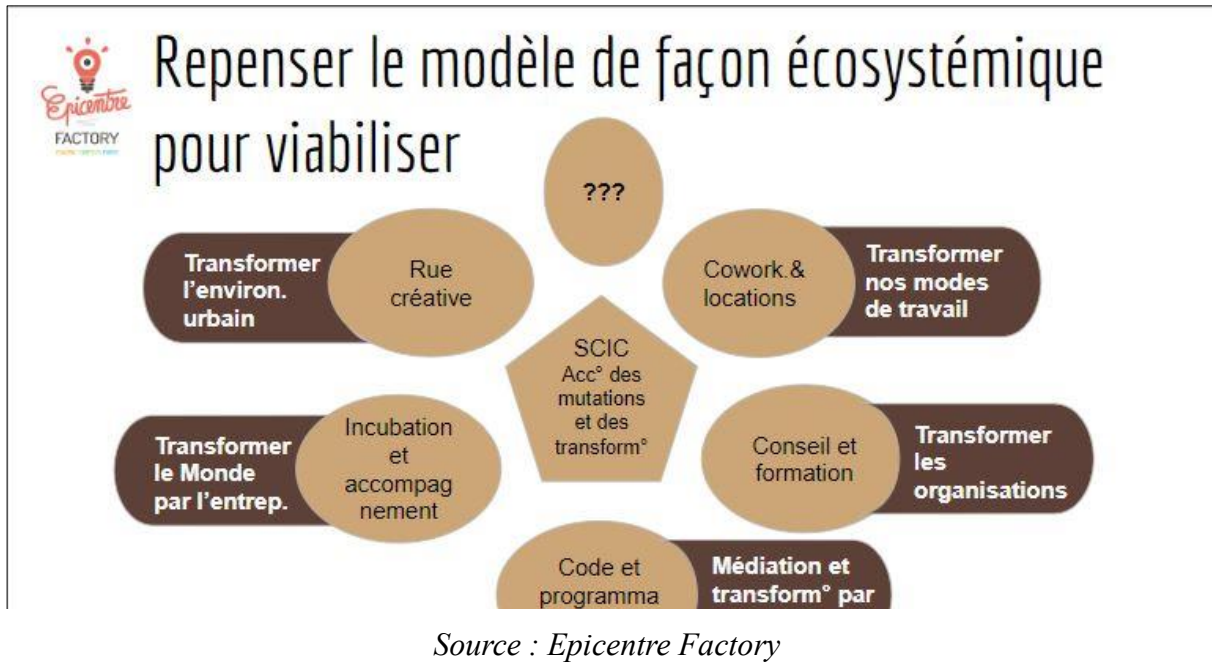 Epicentre
FACTORY
Repenser le modèle de façon écosystémique
pour viabiliser
???
Transformer
l'environ.
urbain
Rue
créative
Cowork.&
locations
Transformer
nos modes
de travail
SCIC
Acc° des
mutations
et des
transform°
Transformer
le Monde
par l'entrep.
Incubation
et
accompag
nement
Conseil et
formation
Transformer
les
organisations
Code et
programma
Médiation et
transform° par
Source : Epicentre Factory